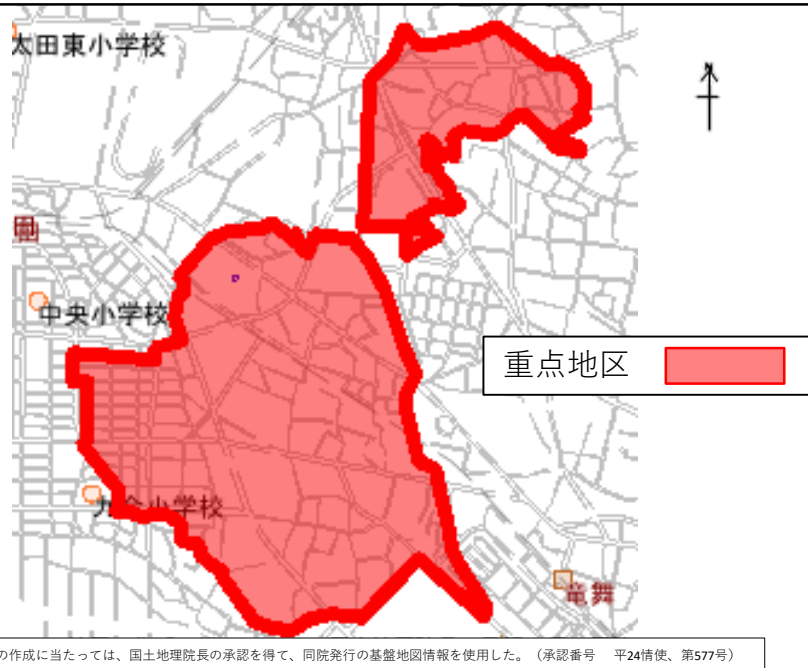 太田東小学校
中央小学校
重点地区
九合小学校
竜舞
の作成に当たっては、国土地理院長の承認を得て、同院発行の基盤地図情報を使用した。（承認番号　平24情使、第577号）